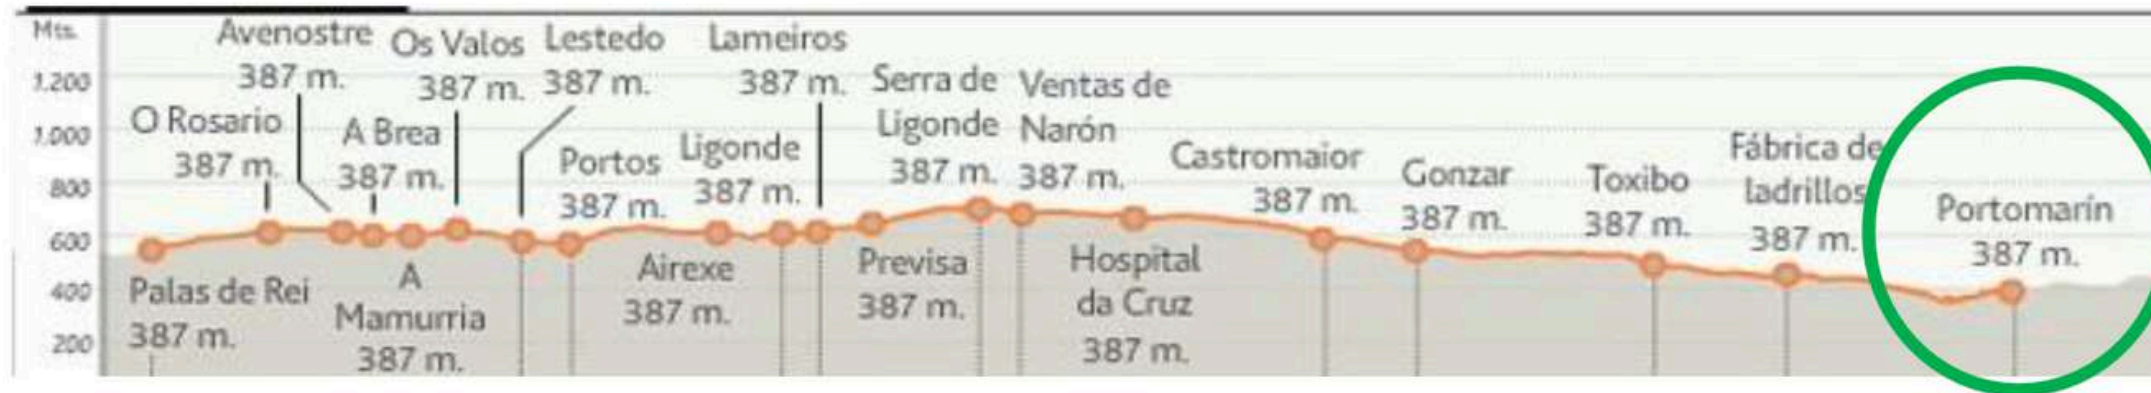 Mts.
1.200
1.000
800
600
400
200
Avenostre
387 m.
Os Valos
387 m.
Lestedo
387 m.
Lameiros
387 m.
O Rosario
387 m.
A Brea
387 m.
Portos
387 m.
Ligonde
387 m.
Serra de
Ligonde
387 m.
Ventas de
Narón
387 m.
Castromaior
387 m.
Gonzar
387 m.
Toxibo
387 m.
Fábrica de
ladrillos
387 m.
Portomarín
387 m.
Palas de Rei
387 m.
A
Mamurria
387 m.
Airexe
387 m.
Previsa
387 m.
Hospital
da Cruz
387 m.